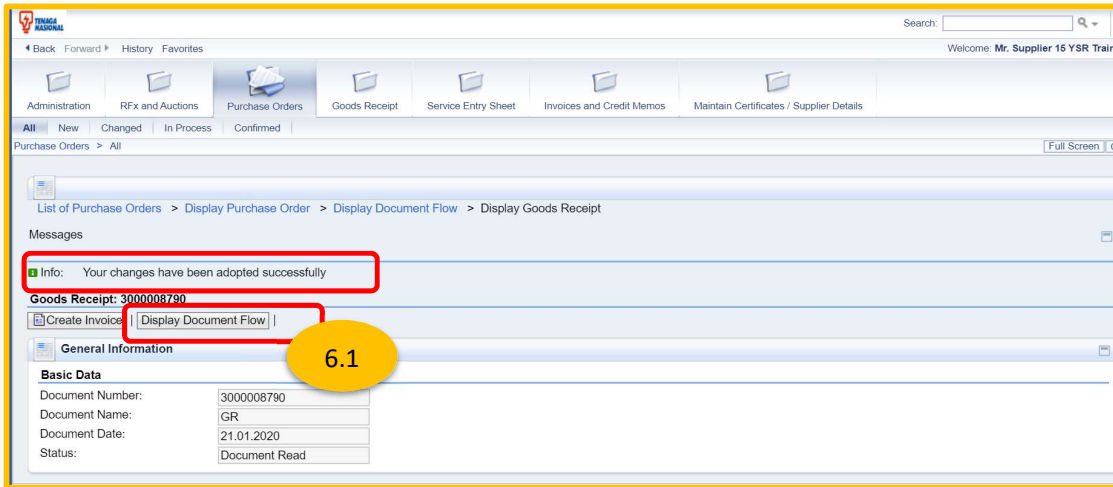 TENAGA
NASIONAL
Search:
Back Forward History Favorites
Welcome: Mr. Supplier 15 YSR Train
Administration RFx and Auctions Purchase Orders Goods Receipt Service Entry Sheet Invoices and Credit Memos Maintain Certificates / Supplier Details
All New Changed In Process Confirmed
Purchase Orders > All
Full Screen
List of Purchase Orders > Display Purchase Order > Display Document Flow > Display Goods Receipt
Messages
Info: Your changes have been adopted successfully
Goods Receipt: 3000008790
Create Invoice | Display Document Flow |
6.1
General Information
Basic Data
Document Number: 3000008790
Document Name: GR
Document Date: 21.01.2020
Status: Document Read